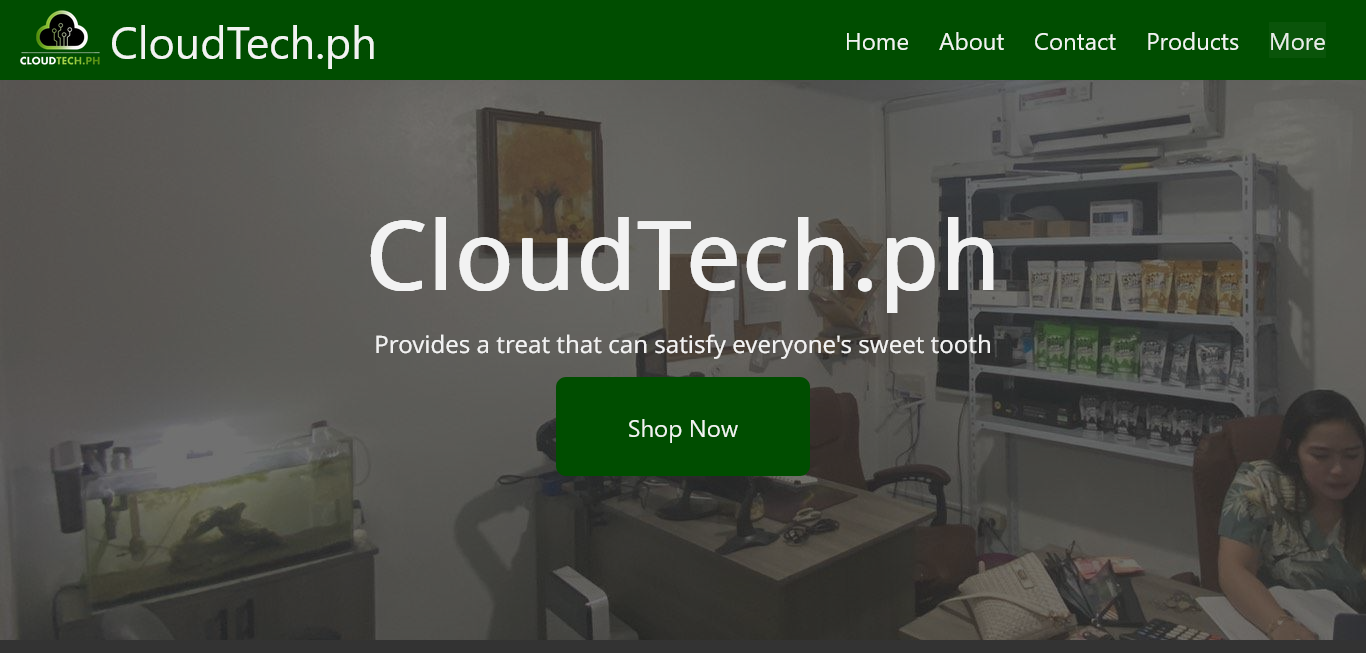 CLOUDTECH.PH
CloudTech.ph
Home
About
Contact
Products
More
CloudTech.ph
Provides a treat that can satisfy everyone's sweet tooth
Shop Now